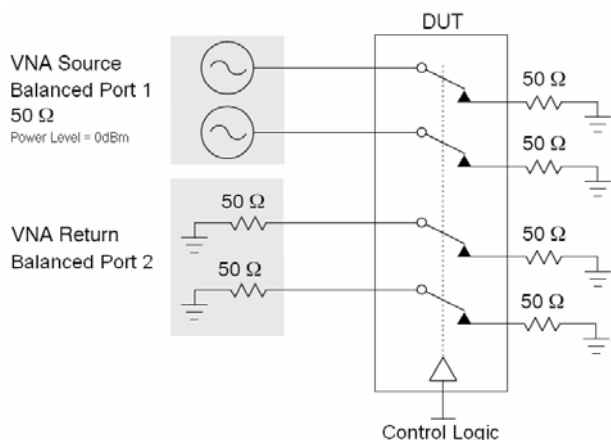 DUT
VNA Source
Balanced Port 1
50 Ω
Power Level = 0dBm
50 Ω
50 Ω
VNA Return
Balanced Port 2
50 Ω
50 Ω
50 Ω
50 Ω
Control Logic